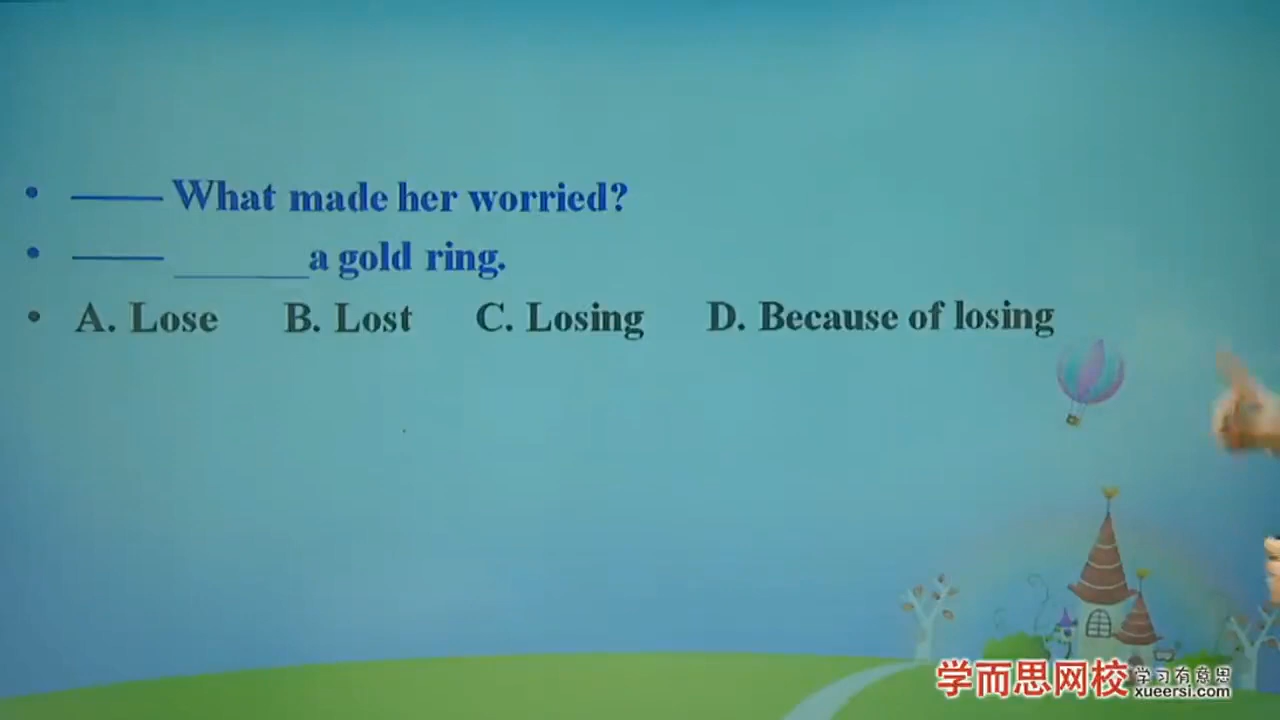 • —— What made her worried?
• —— ______a gold ring.
• A. Lose B. Lost C. Losing D. Because of losing
学而思网校 学习有意思
xueersi.com